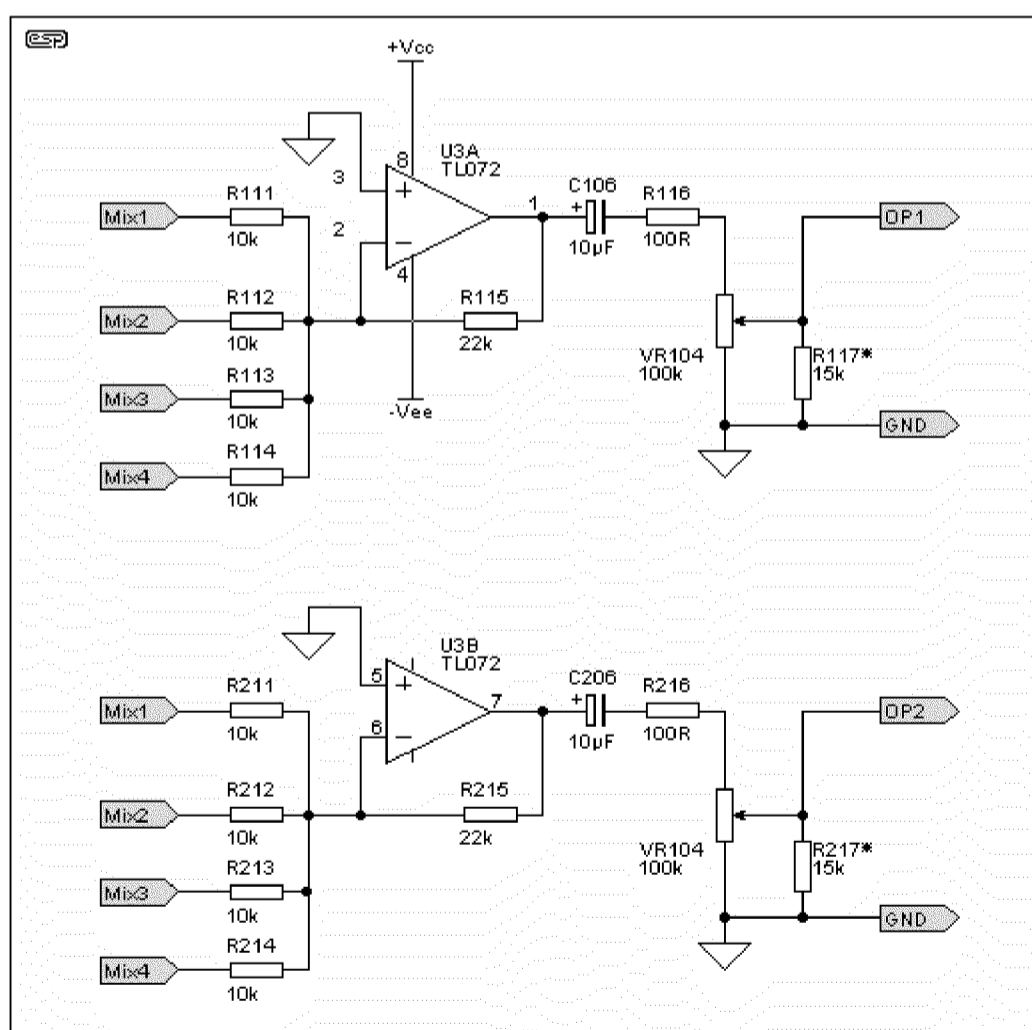 esp
+Vcc
U3A
TL072
8
3
2
4
1
Mix1
R111
10k
Mix2
R112
10k
Mix3
R113
10k
Mix4
R114
10k
R115
22k
-Vee
C106
+
10µF
R116
100R
VR104
100k
OP1
R117*
15k
GND
U3B
TL072
5
6
7
Mix1
R211
10k
Mix2
R212
10k
Mix3
R213
10k
Mix4
R214
10k
R215
22k
C206
+
10µF
R216
100R
VR104
100k
OP2
R217*
15k
GND